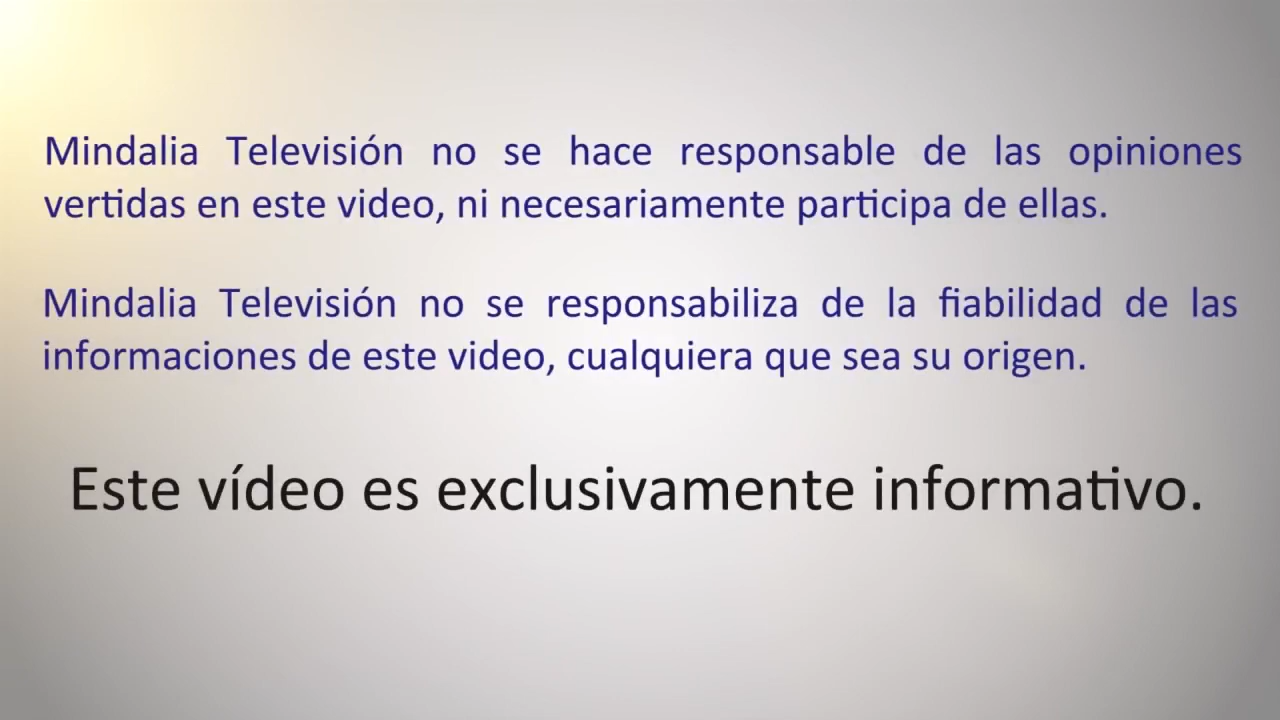 Mindalia Televisión no se hace responsable de las opiniones
vertidas en este video, ni necesariamente participa de ellas.
Mindalia Televisión no se responsabiliza de la fiabilidad de las
informaciones de este video, cualquiera que sea su origen.
Este vídeo es exclusivamente informativo.